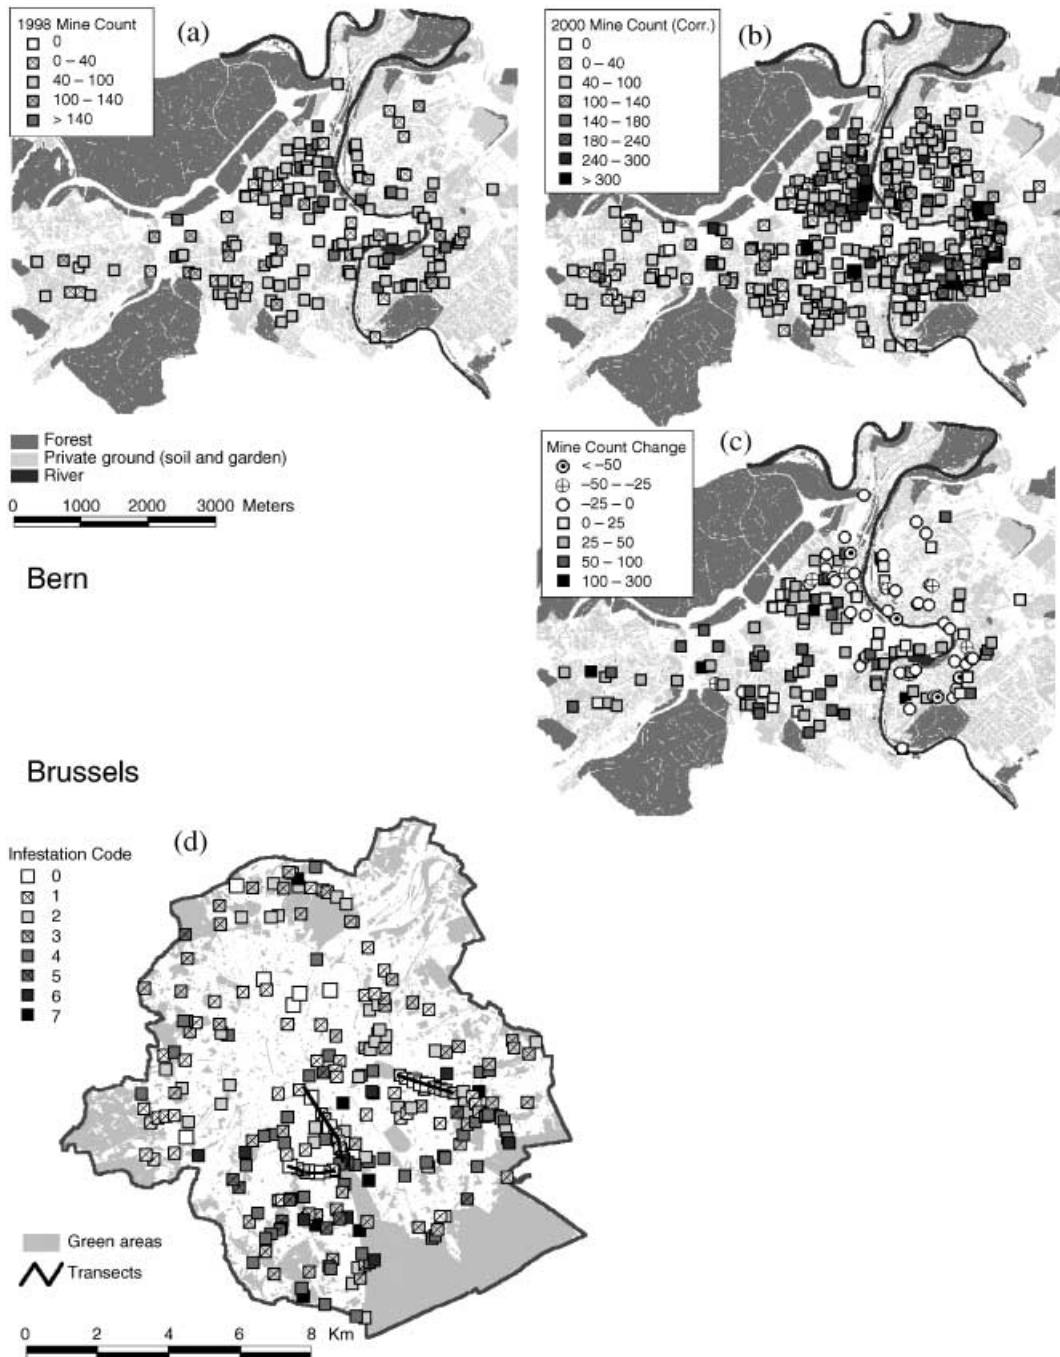 1998 Mine Count
0
0 – 40
40 – 100
100 – 140
> 140
(a)
2000 Mine Count (Corr.)
0
0 – 40
40 – 100
100 – 140
140 – 180
180 – 240
240 – 300
> 300
(b)
Forest
Private ground (soil and garden)
River
0 1000 2000 3000 Meters
Mine Count Change
< –50
–50 – –25
–25 – 0
0 – 25
25 – 50
50 – 100
100 – 300
(c)
Bern
Brussels
Infestation Code
0
1
2
3
4
5
6
7
(d)
Green areas
Transects
0 2 4 6 8 Km